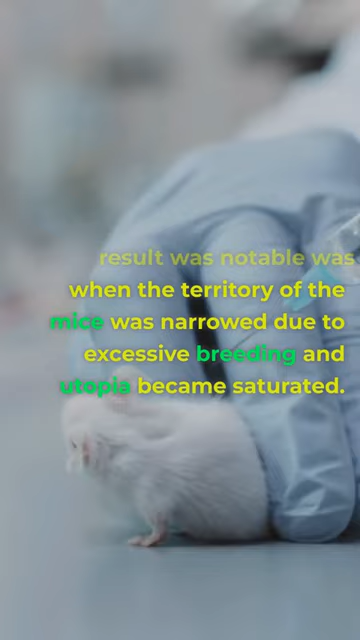 result was notable was
when the territory of the
mice was narrowed due to
excessive breeding and
utopia became saturated.